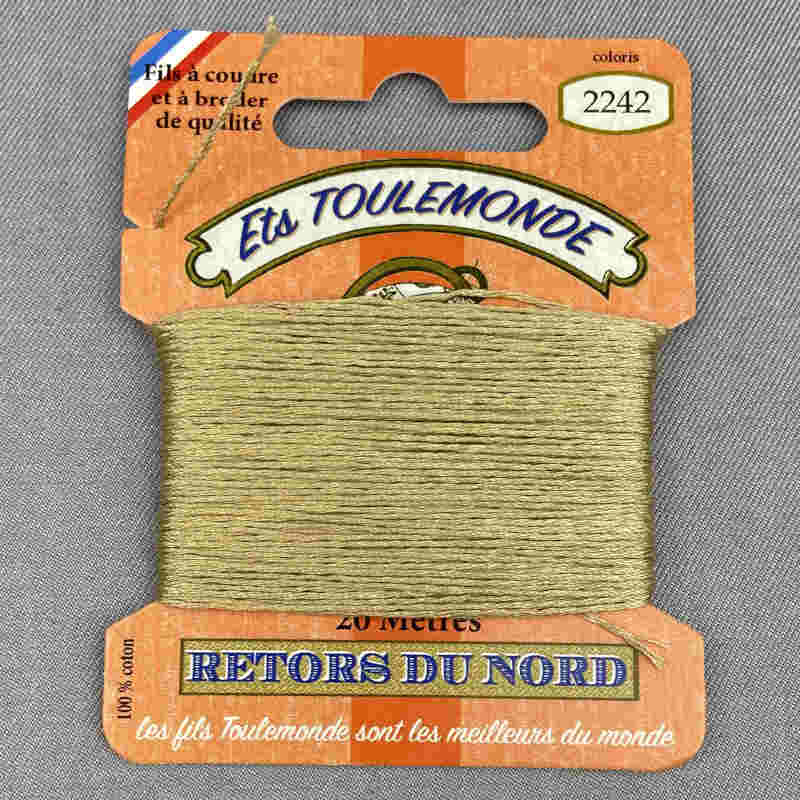 Fils à coudre
et à broder
de qualité
coloris
2242
Ets TOULEMONDE
20 Mètres
RETORS DU NORD
100 % coton
les fils Toulemonde sont les meilleurs du monde